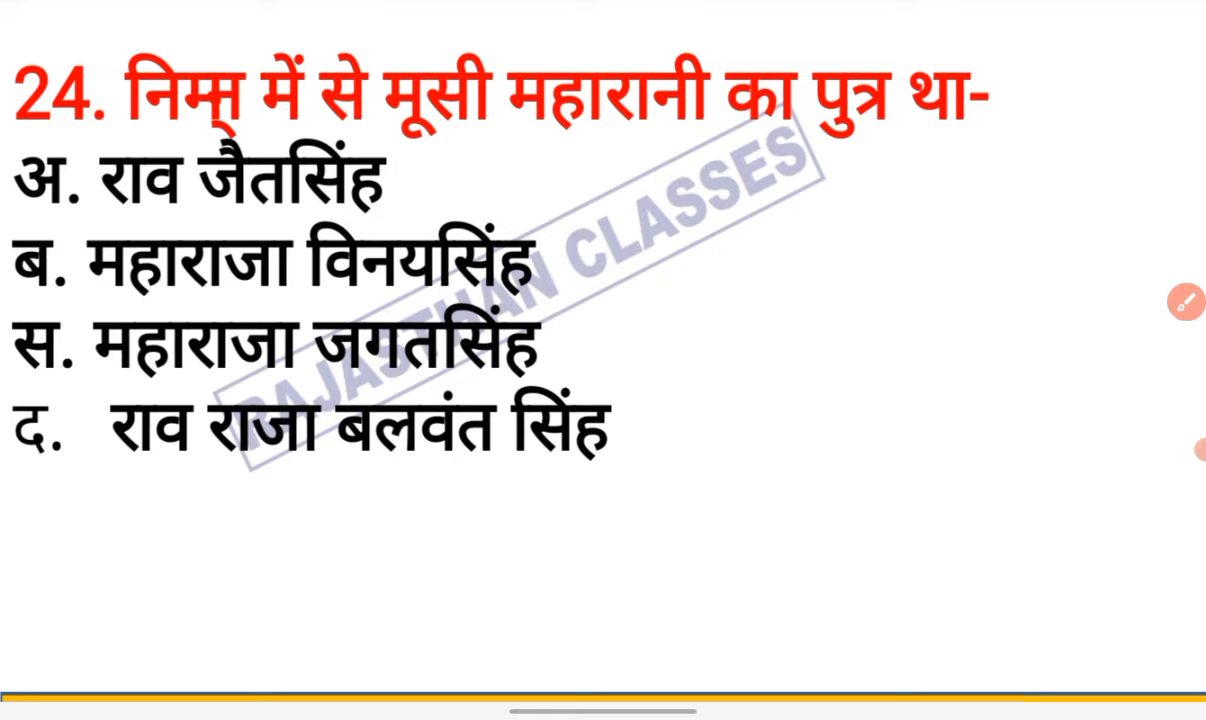 24. निम्न् में से मूसी महारानी का पुत्र था-
अ. राव जैतसिंह
ब. महाराजा विनयसिंह
स. महाराजा जगतसिंह
द. राव राजा बलवंत सिंह
RAJASTHAN CLASSES